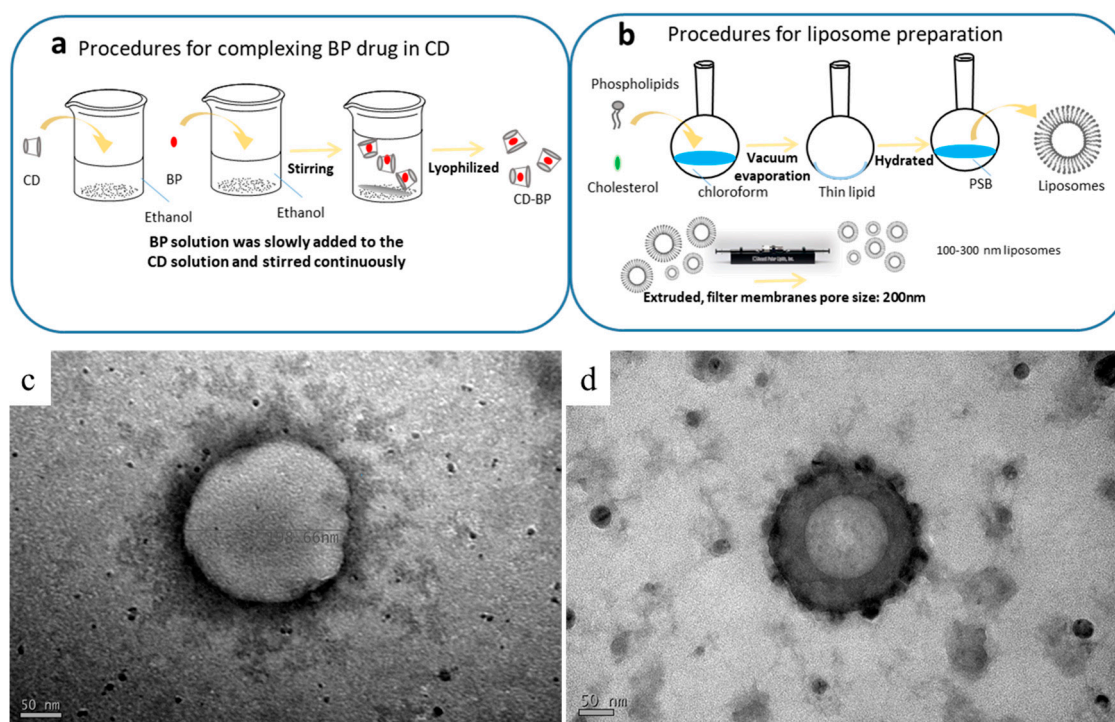 a Procedures for complexing BP drug in CD
CD
BP
Ethanol
Ethanol
Stirring
Lyophilized
CD-BP
BP solution was slowly added to the
CD solution and stirred continuously
b Procedures for liposome preparation
Phospholipids
Cholesterol
chloroform
Vacuum
evaporation
Thin lipid
Hydrated
PSB
Liposomes
100-300 nm liposomes
Extruded, filter membranes pore size: 200nm
c
66nm
50 nm
d
50 nm